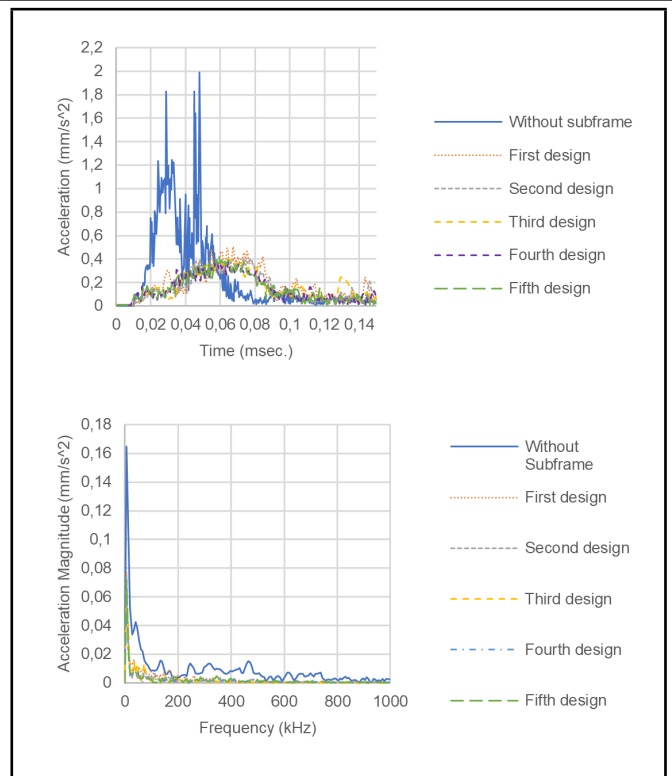 2,2
2
1,8
1,6
1,4
1,2
1
0,8
0,6
0,4
0,2
0
Acceleration (mm/s^2)
0 0,02 0,04 0,06 0,08 0,1 0,12 0,14
Time (msec.)
Without subframe
First design
Second design
Third design
Fourth design
Fifth design
0,18
0,16
0,14
0,12
0,1
0,08
0,06
0,04
0,02
0
Acceleration Magnitude (mm/s^2)
0 200 400 600 800 1000
Frequency (kHz)
Without
Subframe
First design
Second design
Third design
Fourth design
Fifth design